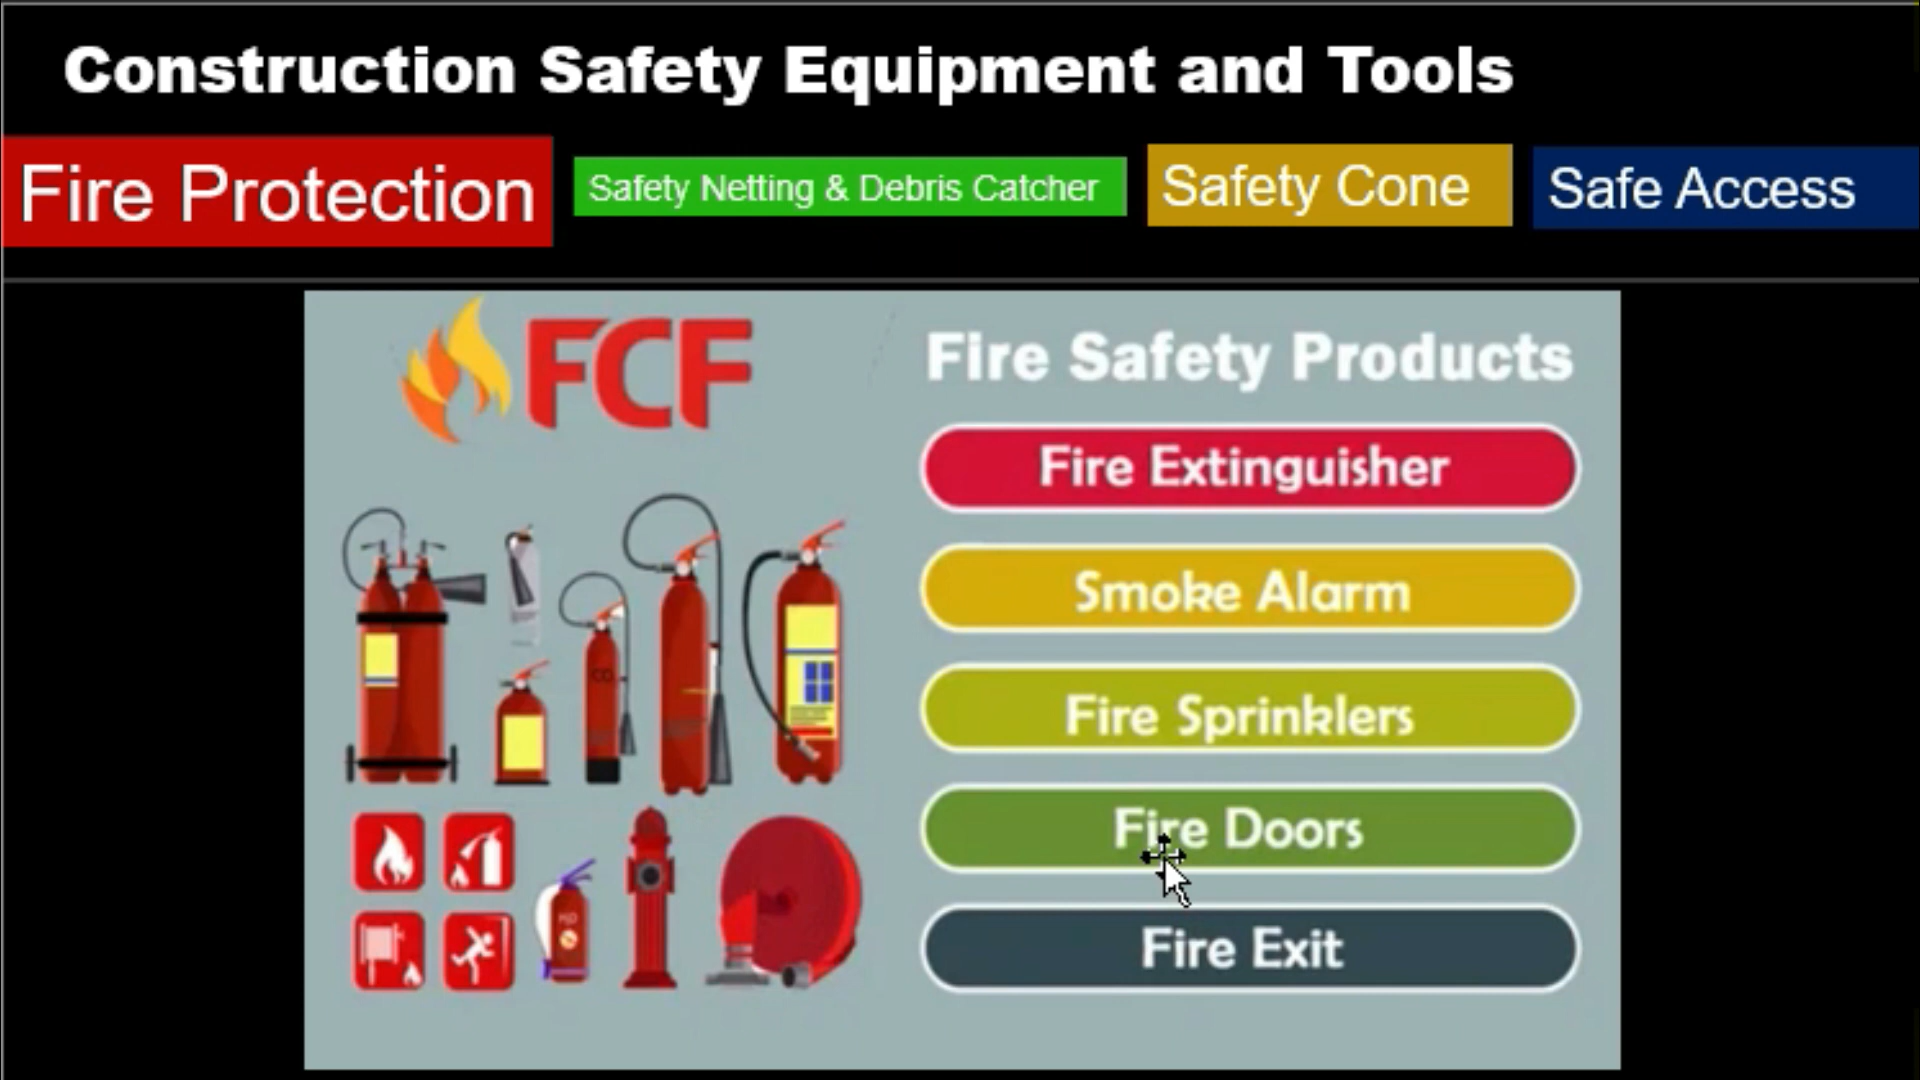 Construction Safety Equipment and Tools
Fire Protection
Safety Netting & Debris Catcher
Safety Cone
Safe Access
FCF
Fire Safety Products
Fire Extinguisher
Smoke Alarm
Fire Sprinklers
Fire Doors
Fire Exit